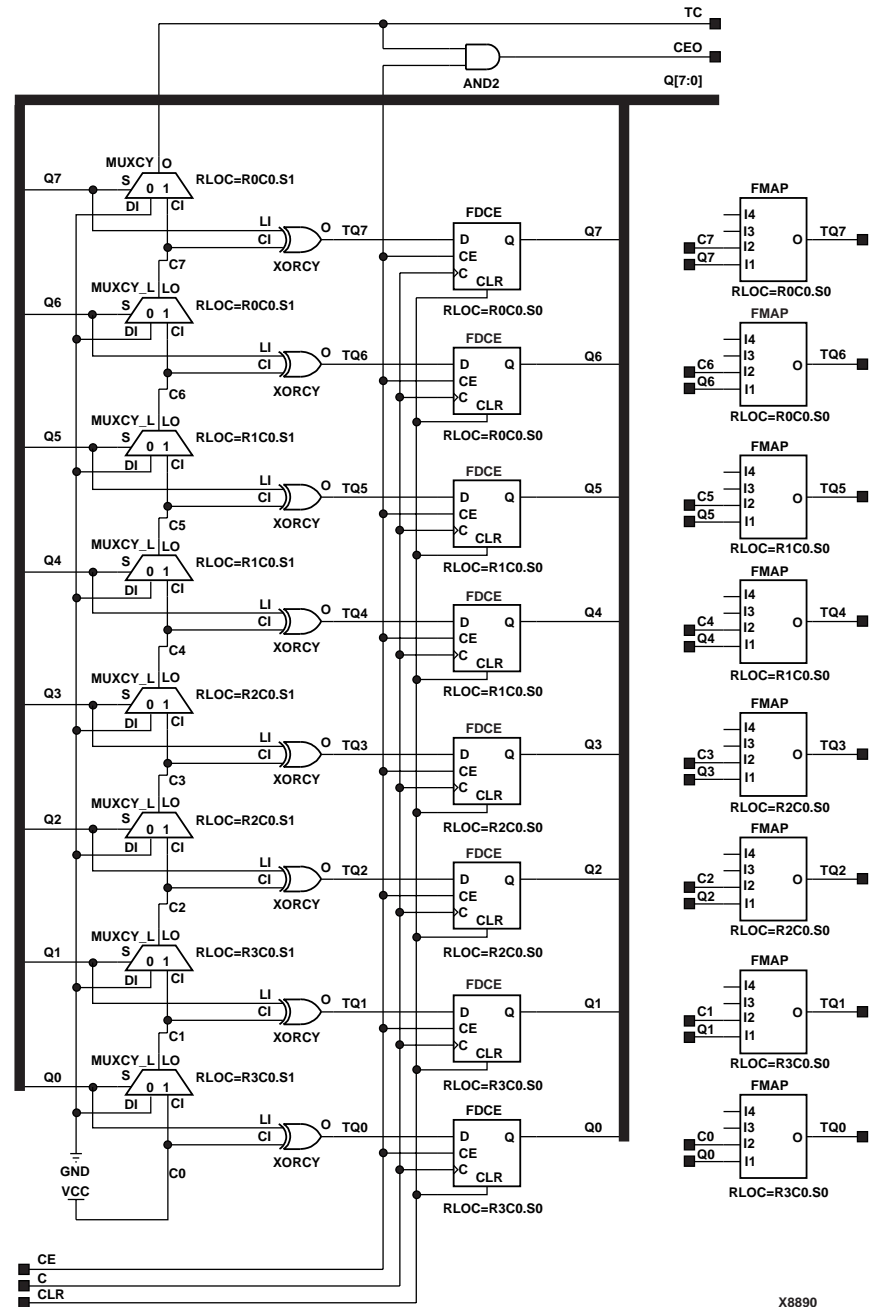 TC
CEO
AND2
Q[7:0]
MUXCY O
Q7 S 0 1 RLOC=R0C0.S1
DI CI
LI
CI O TQ7
XORCY
C7
FDCE
D Q Q7
CE
C
CLR
RLOC=R0C0.S0
FMAP
I4
I3
C7 I2 O TQ7
Q7 I1
RLOC=R0C0.S0
MUXCY_L LO
Q6 S 0 1 RLOC=R0C0.S1
DI CI
LI
CI O TQ6
XORCY
C6
FDCE
D Q Q6
CE
C
CLR
RLOC=R0C0.S0
FMAP
I4
I3
C6 I2 O TQ6
Q6 I1
RLOC=R0C0.S0
MUXCY_L LO
Q5 S 0 1 RLOC=R1C0.S1
DI CI
LI
CI O TQ5
XORCY
C5
FDCE
D Q Q5
CE
C
CLR
RLOC=R1C0.S0
FMAP
I4
I3
C5 I2 O TQ5
Q5 I1
RLOC=R1C0.S0
MUXCY_L LO
Q4 S 0 1 RLOC=R1C0.S1
DI CI
LI
CI O TQ4
XORCY
C4
FDCE
D Q Q4
CE
C
CLR
RLOC=R1C0.S0
FMAP
I4
I3
C4 I2 O TQ4
Q4 I1
RLOC=R1C0.S0
MUXCY_L LO
Q3 S 0 1 RLOC=R2C0.S1
DI CI
LI
CI O TQ3
XORCY
C3
FDCE
D Q Q3
CE
C
CLR
RLOC=R2C0.S0
FMAP
I4
I3
C3 I2 O TQ3
Q3 I1
RLOC=R2C0.S0
MUXCY_L LO
Q2 S 0 1 RLOC=R2C0.S1
DI CI
LI
CI O TQ2
XORCY
C2
FDCE
D Q Q2
CE
C
CLR
RLOC=R2C0.S0
FMAP
I4
I3
C2 I2 O TQ2
Q2 I1
RLOC=R2C0.S0
MUXCY_L LO
Q1 S 0 1 RLOC=R3C0.S1
DI CI
LI
CI O TQ1
XORCY
C1
FDCE
D Q Q1
CE
C
CLR
RLOC=R3C0.S0
FMAP
I4
I3
C1 I2 O TQ1
Q1 I1
RLOC=R3C0.S0
MUXCY_L LO
Q0 S 0 1 RLOC=R3C0.S1
DI CI
LI
CI O TQ0
XORCY
C0
FDCE
D Q Q0
CE
C
CLR
RLOC=R3C0.S0
FMAP
I4
I3
C0 I2 O TQ0
Q0 I1
RLOC=R3C0.S0
GND
VCC
CE
C
CLR
X8890